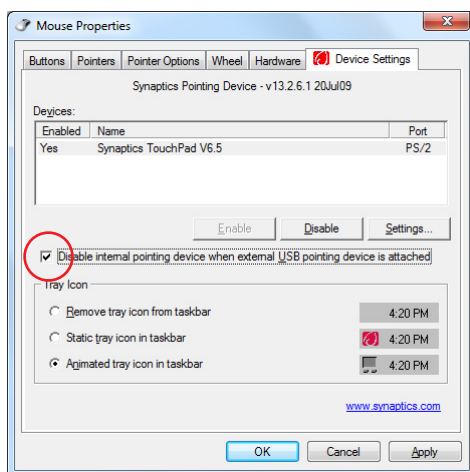 Mouse Properties
Buttons Pointers Pointer Options Wheel Hardware Device Settings
Synaptics Pointing Device - v13.2.6.1 20Jul09
Devices:
Enabled Name Port
Yes Synaptics TouchPad V6.5 PS/2
Enable Disable Settings...
Disable internal pointing device when external USB pointing device is attached
Tray Icon
Remove tray icon from taskbar 4:20 PM
Static tray icon in taskbar 4:20 PM
Animated tray icon in taskbar 4:20 PM
www.synaptics.com
OK Cancel Apply